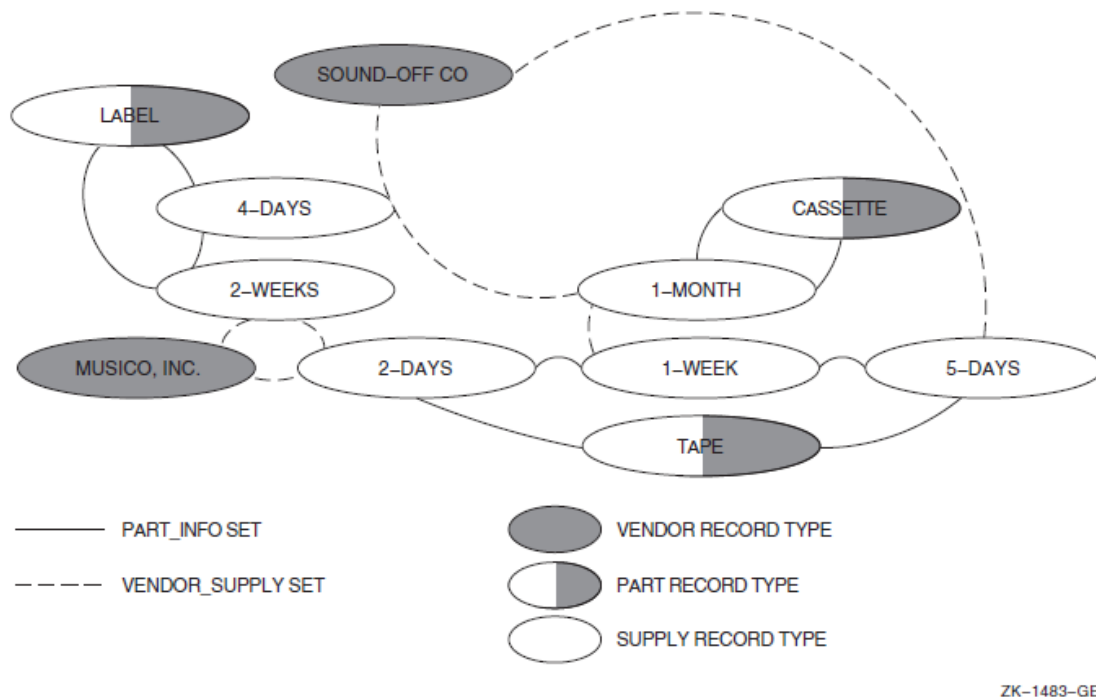 SOUND–OFF CO
LABEL
4–DAYS
CASSETTE
2–WEEKS
1–MONTH
MUSICO, INC.
2–DAYS
1–WEEK
5–DAYS
TAPE
PART_INFO SET
VENDOR RECORD TYPE
VENDOR_SUPPLY SET
PART RECORD TYPE
SUPPLY RECORD TYPE
ZK–1483–GE